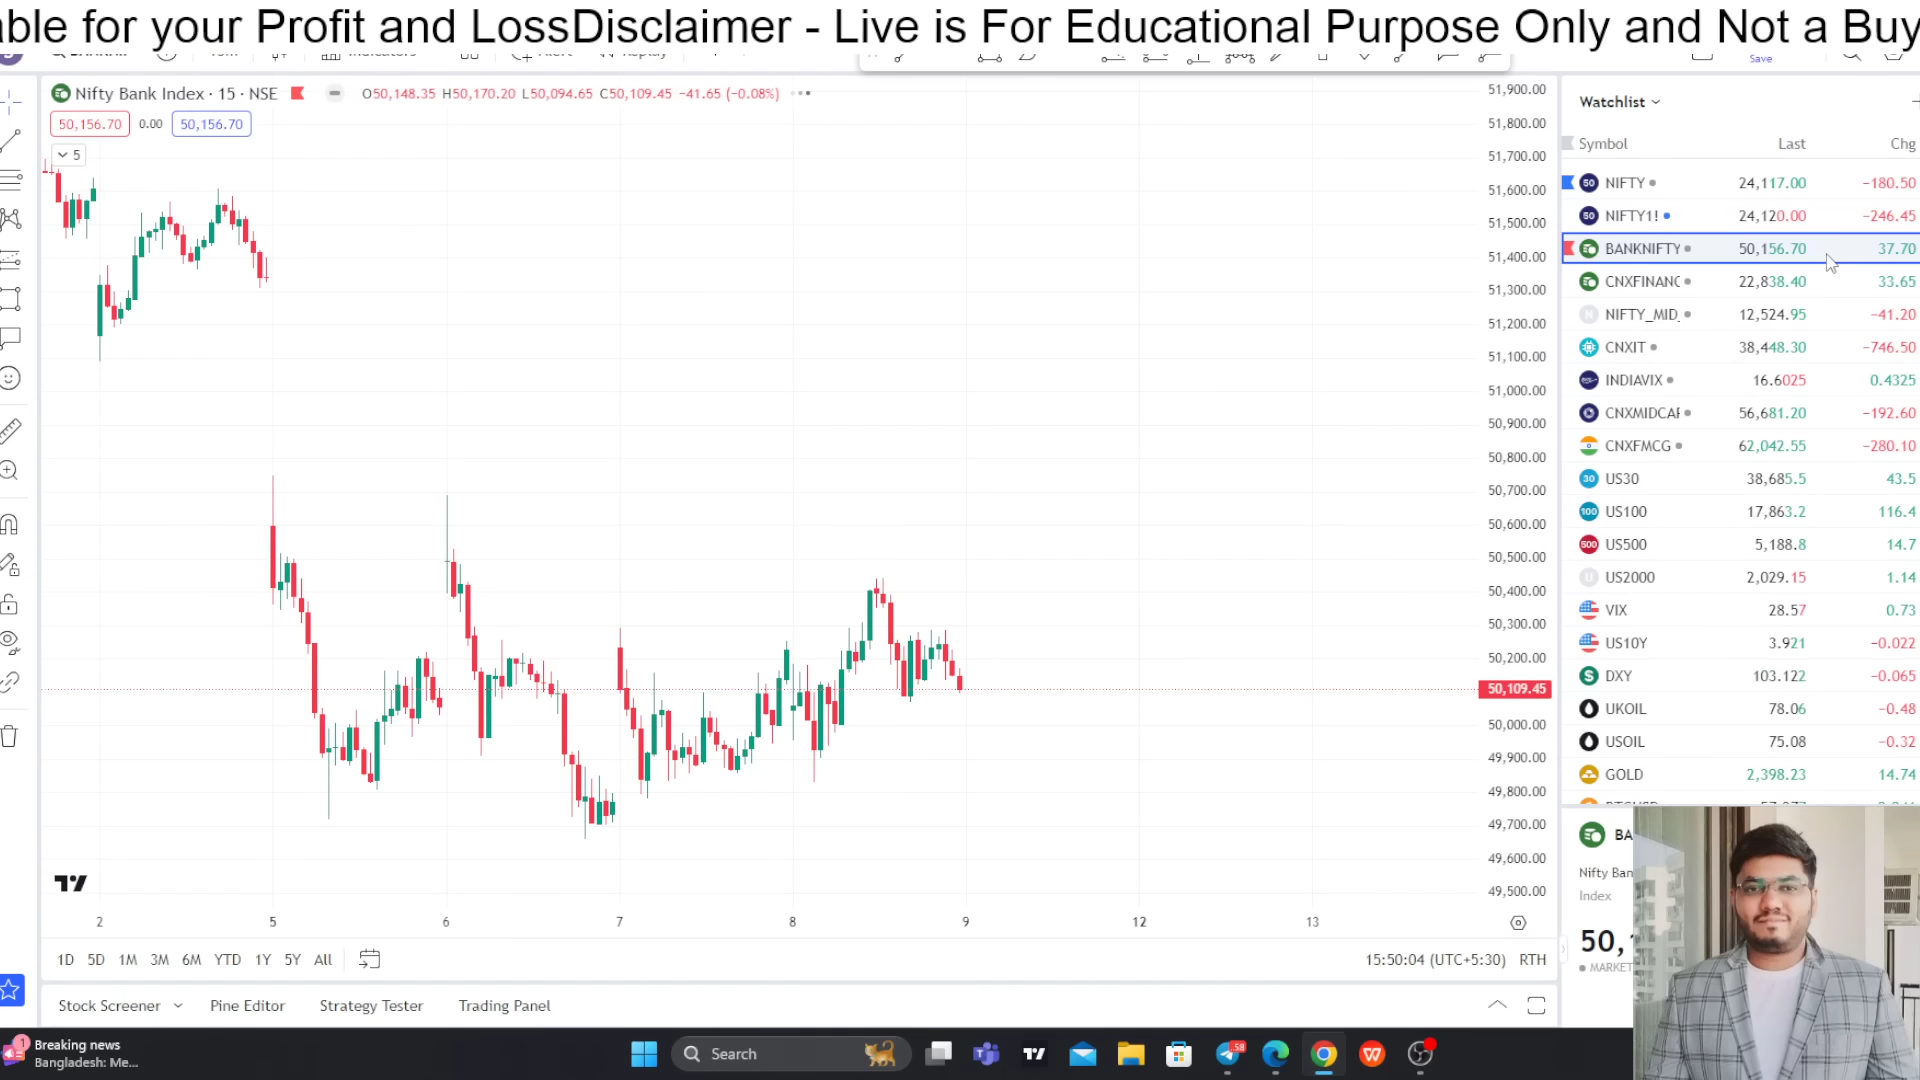 able for your Profit and LossDisclaimer - Live is For Educational Purpose Only and Not a Buy
Save
Nifty Bank Index · 15 · NSE O50,148.35 H50,170.20 L50,094.65 C50,109.45 −41.65 (−0.08%)
50,156.70 0.00 50,156.70
5
51,900.00
51,800.00
51,700.00
51,600.00
51,500.00
51,400.00
51,300.00
51,200.00
51,100.00
51,000.00
50,900.00
50,800.00
50,700.00
50,600.00
50,500.00
50,400.00
50,300.00
50,200.00
50,109.45
50,000.00
49,900.00
49,800.00
49,700.00
49,600.00
49,500.00
2 5 6 7 8 9 12 13
1D 5D 1M 3M 6M YTD 1Y 5Y All 15:50:04 (UTC+5:30) RTH
Stock Screener Pine Editor Strategy Tester Trading Panel
Watchlist
Symbol Last Chg
50 NIFTY 24,117.00 −180.50
50 NIFTY1! 24,120.00 −246.45
BANKNIFTY 50,156.70 37.70
CNXFINANC 22,838.40 33.65
N NIFTY_MID_ 12,524.95 −41.20
CNXIT 38,448.30 −746.50
INDIAVIX 16.6025 0.4325
CNXMIDCAP 56,681.20 −192.60
CNXFMCG 62,042.55 −280.10
30 US30 38,685.5 43.5
100 US100 17,863.2 116.4
500 US500 5,188.8 14.7
U US2000 2,029.15 1.14
VIX 28.57 0.73
US10Y 3.921 −0.022
$ DXY 103.122 −0.065
UKOIL 78.06 −0.48
USOIL 75.08 −0.32
GOLD 2,398.23 14.74
BA
Nifty Ban
Index
50,
MARKET
1 Breaking news
Bangladesh: Me...
Search
58